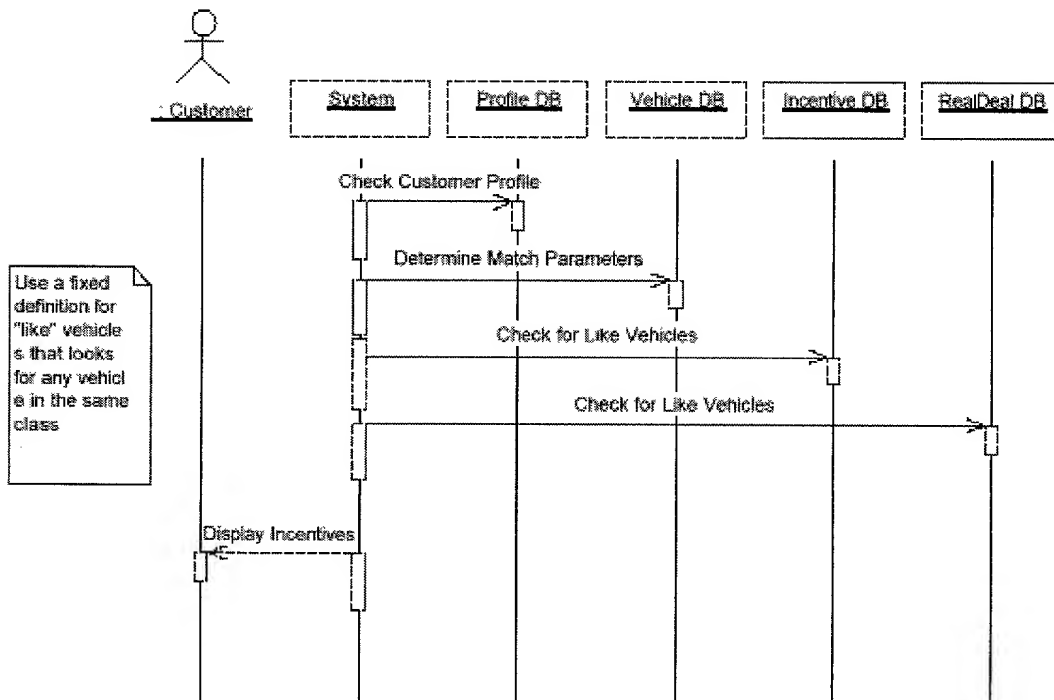 : Customer
System
Profile DB
Vehicle DB
Incentive DB
RealDeal DB
Check Customer Profile
Determine Match Parameters
Use a fixed
definition for
"like" vehicle
s that looks
for any vehicl
e in the same
class
Check for Like Vehicles
Check for Like Vehicles
Display Incentives